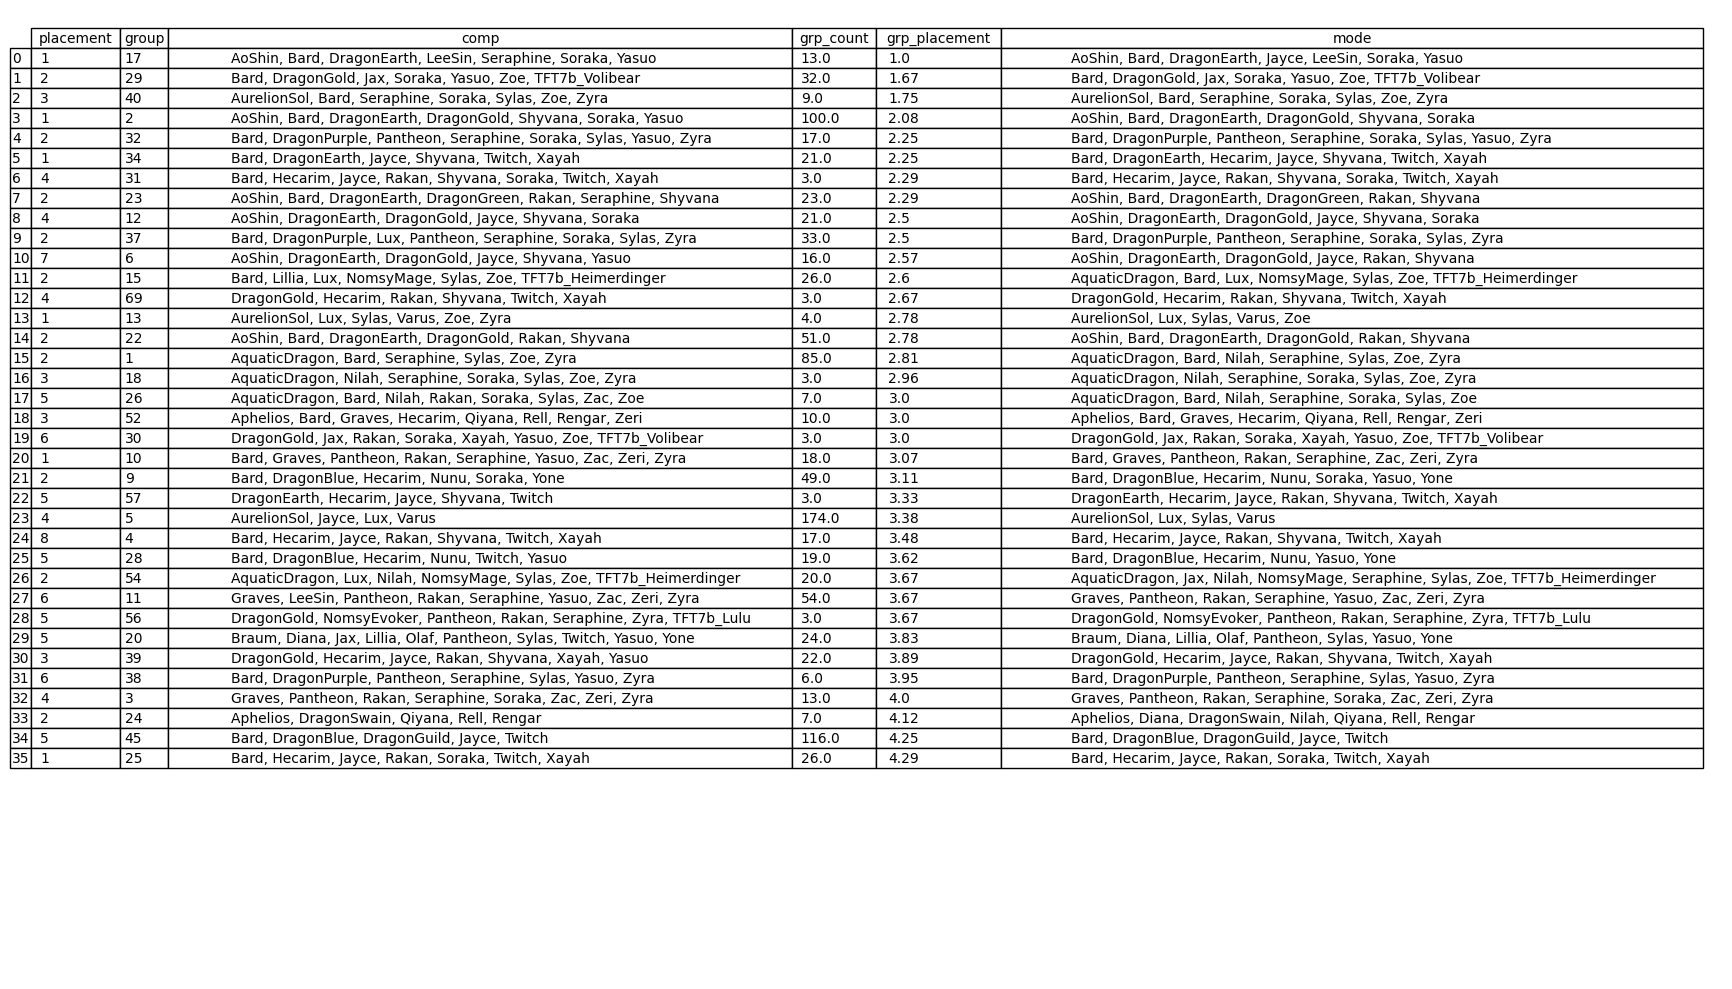 placement group comp grp_count grp_placement mode
0 1 17 AoShin, Bard, DragonEarth, LeeSin, Seraphine, Soraka, Yasuo 13.0 1.0 AoShin, Bard, DragonEarth, Jayce, LeeSin, Soraka, Yasuo
1 2 29 Bard, DragonGold, Jax, Soraka, Yasuo, Zoe, TFT7b_Volibear 32.0 1.67 Bard, DragonGold, Jax, Soraka, Yasuo, Zoe, TFT7b_Volibear
2 3 40 AurelionSol, Bard, Seraphine, Soraka, Sylas, Zoe, Zyra 9.0 1.75 AurelionSol, Bard, Seraphine, Soraka, Sylas, Zoe, Zyra
3 1 2 AoShin, Bard, DragonEarth, DragonGold, Shyvana, Soraka, Yasuo 100.0 2.08 AoShin, Bard, DragonEarth, DragonGold, Shyvana, Soraka
4 2 32 Bard, DragonPurple, Pantheon, Seraphine, Soraka, Sylas, Yasuo, Zyra 17.0 2.25 Bard, DragonPurple, Pantheon, Seraphine, Soraka, Sylas, Yasuo, Zyra
5 1 34 Bard, DragonEarth, Jayce, Shyvana, Twitch, Xayah 21.0 2.25 Bard, DragonEarth, Hecarim, Jayce, Shyvana, Twitch, Xayah
6 4 31 Bard, Hecarim, Jayce, Rakan, Shyvana, Soraka, Twitch, Xayah 3.0 2.29 Bard, Hecarim, Jayce, Rakan, Shyvana, Soraka, Twitch, Xayah
7 2 23 AoShin, Bard, DragonEarth, DragonGreen, Rakan, Seraphine, Shyvana 23.0 2.29 AoShin, Bard, DragonEarth, DragonGreen, Rakan, Shyvana
8 4 12 AoShin, DragonEarth, DragonGold, Jayce, Shyvana, Soraka 21.0 2.5 AoShin, DragonEarth, DragonGold, Jayce, Shyvana, Soraka
9 2 37 Bard, DragonPurple, Lux, Pantheon, Seraphine, Soraka, Sylas, Zyra 33.0 2.5 Bard, DragonPurple, Pantheon, Seraphine, Soraka, Sylas, Zyra
10 7 6 AoShin, DragonEarth, DragonGold, Jayce, Shyvana, Yasuo 16.0 2.57 AoShin, DragonEarth, DragonGold, Jayce, Rakan, Shyvana
11 2 15 Bard, Lillia, Lux, NomsyMage, Sylas, Zoe, TFT7b_Heimerdinger 26.0 2.6 AquaticDragon, Bard, Lux, NomsyMage, Sylas, Zoe, TFT7b_Heimerdinger
12 4 69 DragonGold, Hecarim, Rakan, Shyvana, Twitch, Xayah 3.0 2.67 DragonGold, Hecarim, Rakan, Shyvana, Twitch, Xayah
13 1 13 AurelionSol, Lux, Sylas, Varus, Zoe, Zyra 4.0 2.78 AurelionSol, Lux, Sylas, Varus, Zoe
14 2 22 AoShin, Bard, DragonEarth, DragonGold, Rakan, Shyvana 51.0 2.78 AoShin, Bard, DragonEarth, DragonGold, Rakan, Shyvana
15 2 1 AquaticDragon, Bard, Seraphine, Sylas, Zoe, Zyra 85.0 2.81 AquaticDragon, Bard, Nilah, Seraphine, Sylas, Zoe, Zyra
16 3 18 AquaticDragon, Nilah, Seraphine, Soraka, Sylas, Zoe, Zyra 3.0 2.96 AquaticDragon, Nilah, Seraphine, Soraka, Sylas, Zoe, Zyra
17 5 26 AquaticDragon, Bard, Nilah, Rakan, Soraka, Sylas, Zac, Zoe 7.0 3.0 AquaticDragon, Bard, Nilah, Seraphine, Soraka, Sylas, Zoe
18 3 52 Aphelios, Bard, Graves, Hecarim, Qiyana, Rell, Rengar, Zeri 10.0 3.0 Aphelios, Bard, Graves, Hecarim, Qiyana, Rell, Rengar, Zeri
19 6 30 DragonGold, Jax, Rakan, Soraka, Xayah, Yasuo, Zoe, TFT7b_Volibear 3.0 3.0 DragonGold, Jax, Rakan, Soraka, Xayah, Yasuo, Zoe, TFT7b_Volibear
20 1 10 Bard, Graves, Pantheon, Rakan, Seraphine, Yasuo, Zac, Zeri, Zyra 18.0 3.07 Bard, Graves, Pantheon, Rakan, Seraphine, Zac, Zeri, Zyra
21 2 9 Bard, DragonBlue, Hecarim, Nunu, Soraka, Yone 49.0 3.11 Bard, DragonBlue, Hecarim, Nunu, Soraka, Yasuo, Yone
22 5 57 DragonEarth, Hecarim, Jayce, Shyvana, Twitch 3.0 3.33 DragonEarth, Hecarim, Jayce, Rakan, Shyvana, Twitch, Xayah
23 4 5 AurelionSol, Jayce, Lux, Varus 174.0 3.38 AurelionSol, Lux, Sylas, Varus
24 8 4 Bard, Hecarim, Jayce, Rakan, Shyvana, Twitch, Xayah 17.0 3.48 Bard, Hecarim, Jayce, Rakan, Shyvana, Twitch, Xayah
25 5 28 Bard, DragonBlue, Hecarim, Nunu, Twitch, Yasuo 19.0 3.62 Bard, DragonBlue, Hecarim, Nunu, Yasuo, Yone
26 2 54 AquaticDragon, Lux, Nilah, NomsyMage, Sylas, Zoe, TFT7b_Heimerdinger 20.0 3.67 AquaticDragon, Jax, Nilah, NomsyMage, Seraphine, Sylas, Zoe, TFT7b_Heimerdinger
27 6 11 Graves, LeeSin, Pantheon, Rakan, Seraphine, Yasuo, Zac, Zeri, Zyra 54.0 3.67 Graves, Pantheon, Rakan, Seraphine, Yasuo, Zac, Zeri, Zyra
28 5 56 DragonGold, NomsyEvoker, Pantheon, Rakan, Seraphine, Zyra, TFT7b_Lulu 3.0 3.67 DragonGold, NomsyEvoker, Pantheon, Rakan, Seraphine, Zyra, TFT7b_Lulu
29 5 20 Braum, Diana, Jax, Lillia, Olaf, Pantheon, Sylas, Twitch, Yasuo, Yone 24.0 3.83 Braum, Diana, Lillia, Olaf, Pantheon, Sylas, Yasuo, Yone
30 3 39 DragonGold, Hecarim, Jayce, Rakan, Shyvana, Xayah, Yasuo 22.0 3.89 DragonGold, Hecarim, Jayce, Rakan, Shyvana, Twitch, Xayah
31 6 38 Bard, DragonPurple, Pantheon, Seraphine, Sylas, Yasuo, Zyra 6.0 3.95 Bard, DragonPurple, Pantheon, Seraphine, Sylas, Yasuo, Zyra
32 4 3 Graves, Pantheon, Rakan, Seraphine, Soraka, Zac, Zeri, Zyra 13.0 4.0 Graves, Pantheon, Rakan, Seraphine, Soraka, Zac, Zeri, Zyra
33 2 24 Aphelios, DragonSwain, Qiyana, Rell, Rengar 7.0 4.12 Aphelios, Diana, DragonSwain, Nilah, Qiyana, Rell, Rengar
34 5 45 Bard, DragonBlue, DragonGuild, Jayce, Twitch 116.0 4.25 Bard, DragonBlue, DragonGuild, Jayce, Twitch
35 1 25 Bard, Hecarim, Jayce, Rakan, Soraka, Twitch, Xayah 26.0 4.29 Bard, Hecarim, Jayce, Rakan, Soraka, Twitch, Xayah